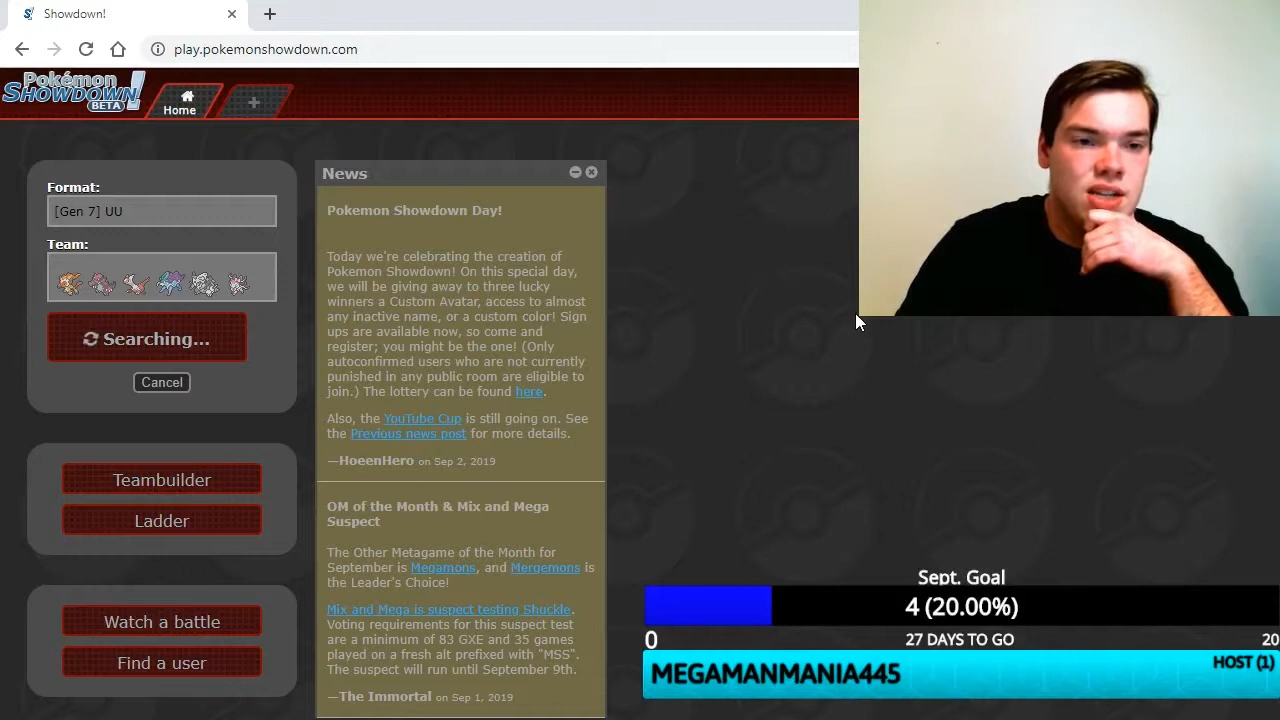 Showdown!
play.pokemonshowdown.com
Pokémon
SHOWDOWN!
BETA
Home
Format:
[Gen 7] UU
Team:
Searching...
Cancel
Teambuilder
Ladder
Watch a battle
Find a user
News
Pokemon Showdown Day!
Today we're celebrating the creation of
Pokemon Showdown! On this special day,
we will be giving away to three lucky
winners a Custom Avatar, access to almost
any inactive name, or a custom color! Sign
ups are available now, so come and
register; you might be the one! (Only
autoconfirmed users who are not currently
punished in any public room are eligible to
join.) The lottery can be found here.
Also, the YouTube Cup is still going on. See
the Previous news post for more details.
—HoeenHero on Sep 2, 2019
OM of the Month & Mix and Mega
Suspect
The Other Metagame of the Month for
September is Megamons, and Mergemons is
the Leader's Choice!
Mix and Mega is suspect testing Shuckle.
Voting requirements for this suspect test
are a minimum of 83 GXE and 35 games
played on a fresh alt prefixed with "MSS".
The suspect will run until September 9th.
—The Immortal on Sep 1, 2019
Sept. Goal
4 (20.00%)
0
27 DAYS TO GO
20
MEGAMANMANIA445
HOST (1)